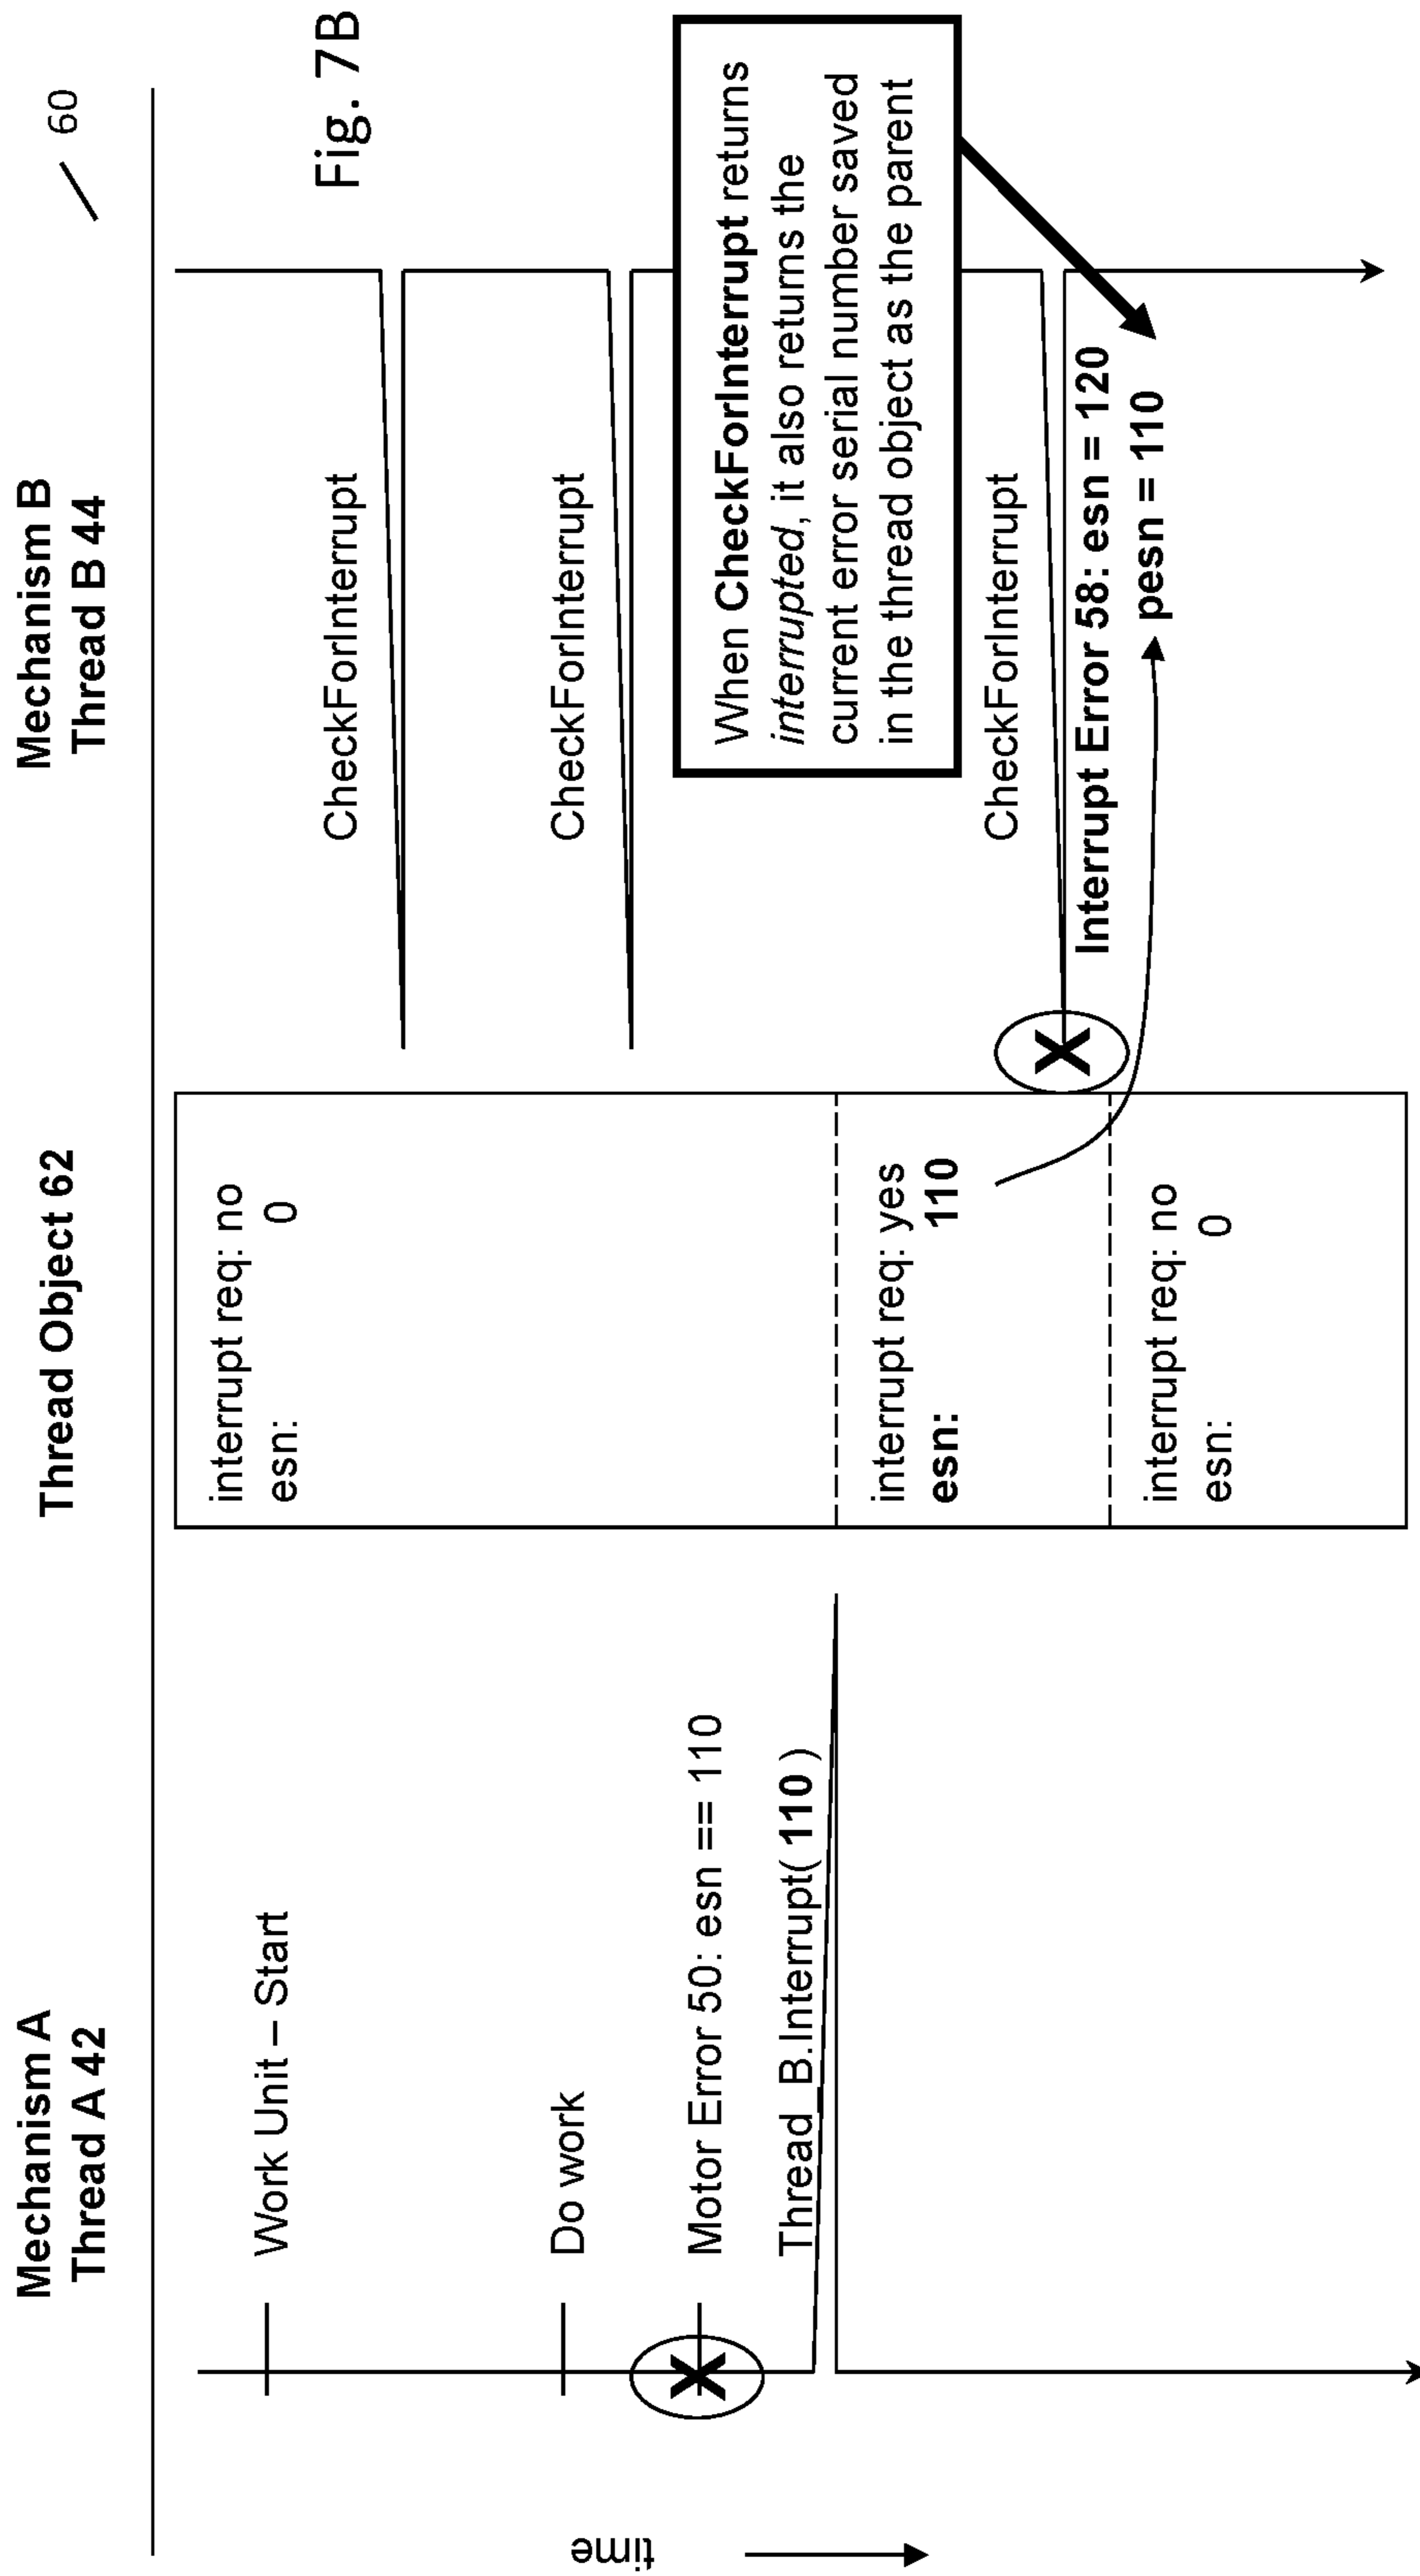 Mechanism A
Thread A 42
Thread Object 62
Mechanism B
Thread B 44
60
Fig. 7B
time
Work Unit – Start
Do work
Motor Error 50: esn == 110
Thread B.Interrupt( 110 )
interrupt req: no
esn: 0
interrupt req: yes
esn: 110
interrupt req: no
esn: 0
CheckForInterrupt
CheckForInterrupt
When CheckForInterrupt returns
interrupted, it also returns the
current error serial number saved
in the thread object as the parent
CheckForInterrupt
X
X
Interrupt Error 58: esn = 120
pesn = 110